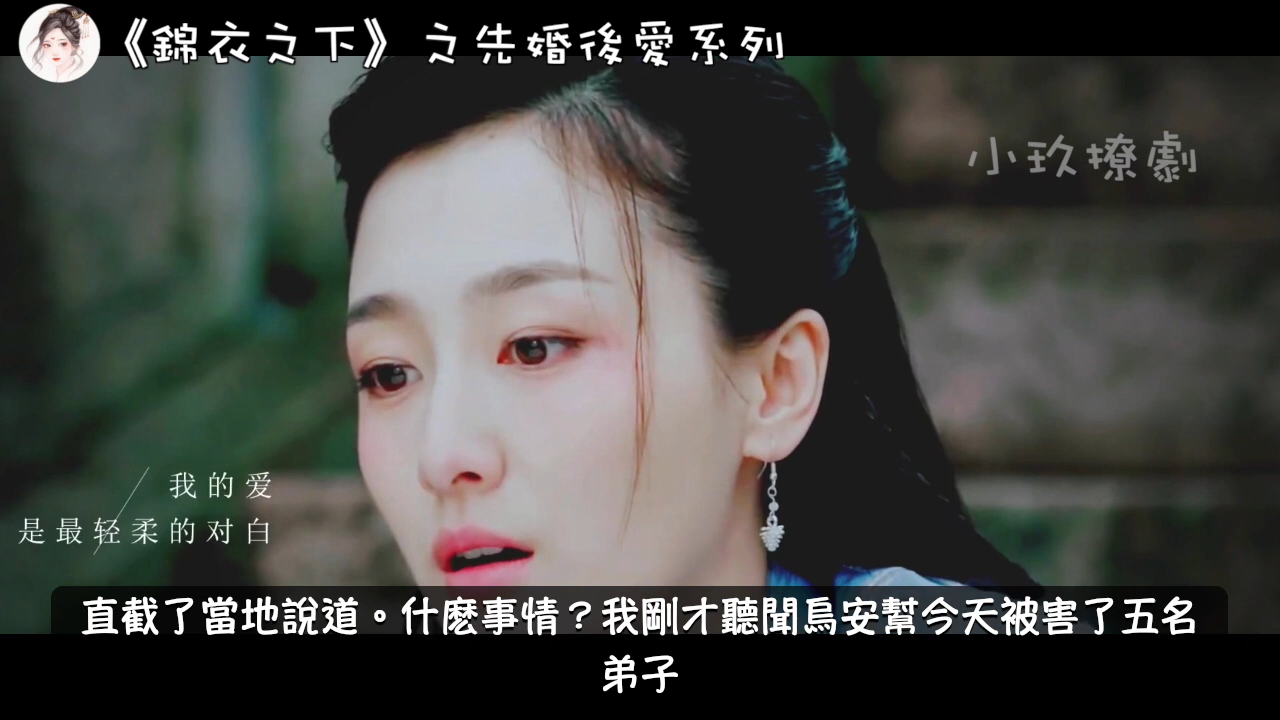 《錦衣之下》之先婚後愛系列
小玖撩劇
我的爱
是最轻柔的对白
直截了當地說道。什麼事情？我剛才聽聞烏安幫今天被害了五名
弟子